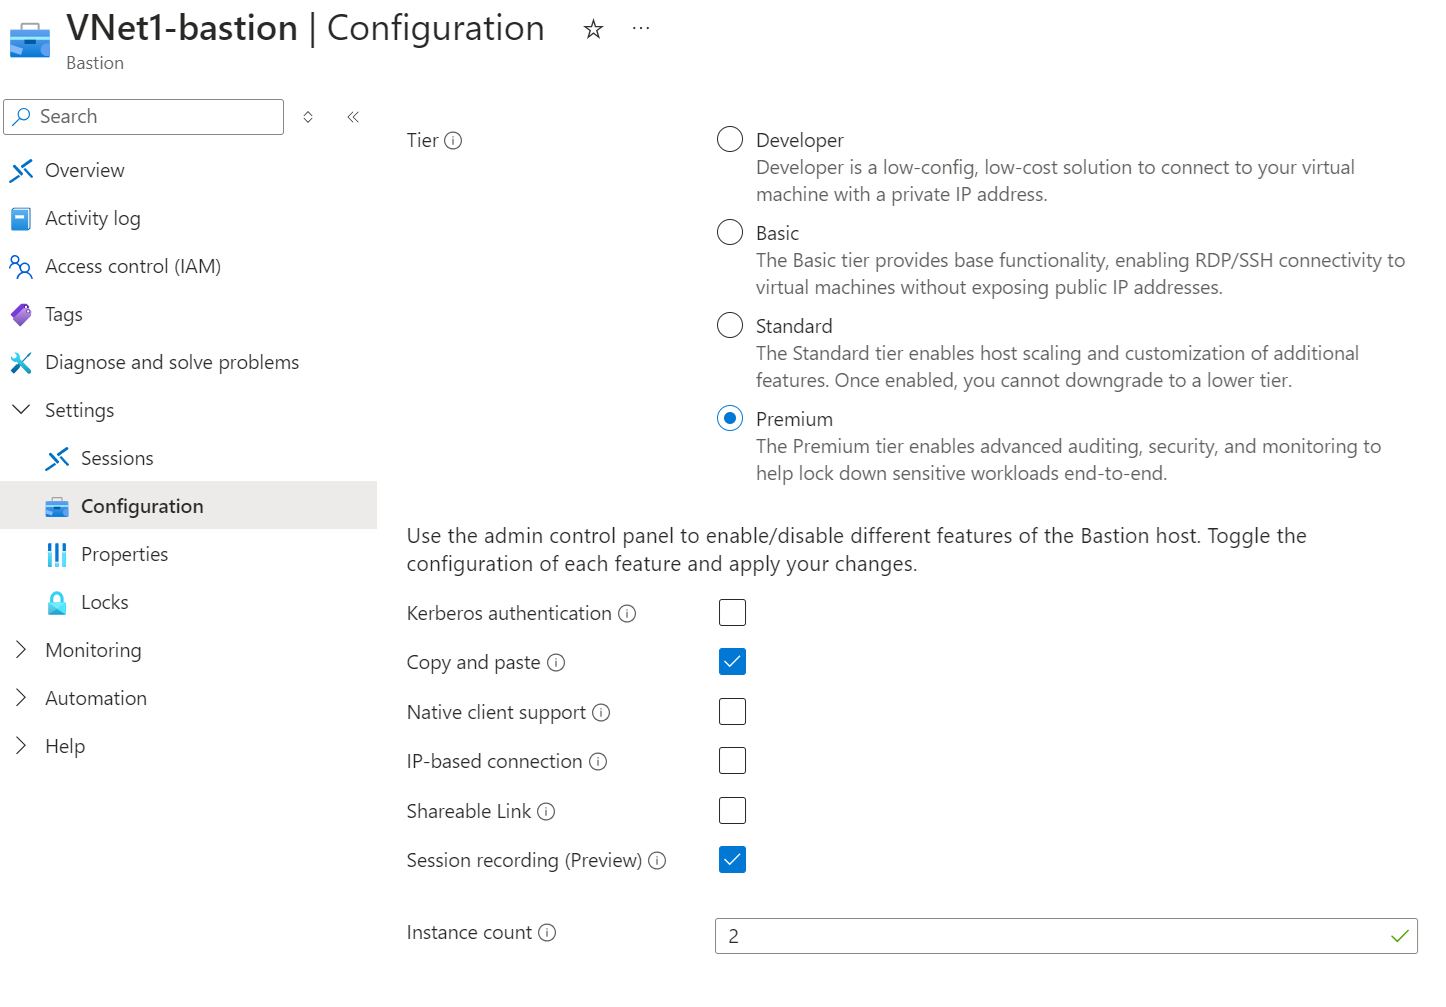 VNet1-bastion | Configuration
Bastion
Search
Overview
Activity log
Access control (IAM)
Tags
Diagnose and solve problems
Settings
Sessions
Configuration
Properties
Locks
Monitoring
Automation
Help
Tier
Developer
Developer is a low-config, low-cost solution to connect to your virtual
machine with a private IP address.
Basic
The Basic tier provides base functionality, enabling RDP/SSH connectivity to
virtual machines without exposing public IP addresses.
Standard
The Standard tier enables host scaling and customization of additional
features. Once enabled, you cannot downgrade to a lower tier.
Premium
The Premium tier enables advanced auditing, security, and monitoring to
help lock down sensitive workloads end-to-end.
Use the admin control panel to enable/disable different features of the Bastion host. Toggle the
configuration of each feature and apply your changes.
Kerberos authentication
Copy and paste
Native client support
IP-based connection
Shareable Link
Session recording (Preview)
Instance count
2